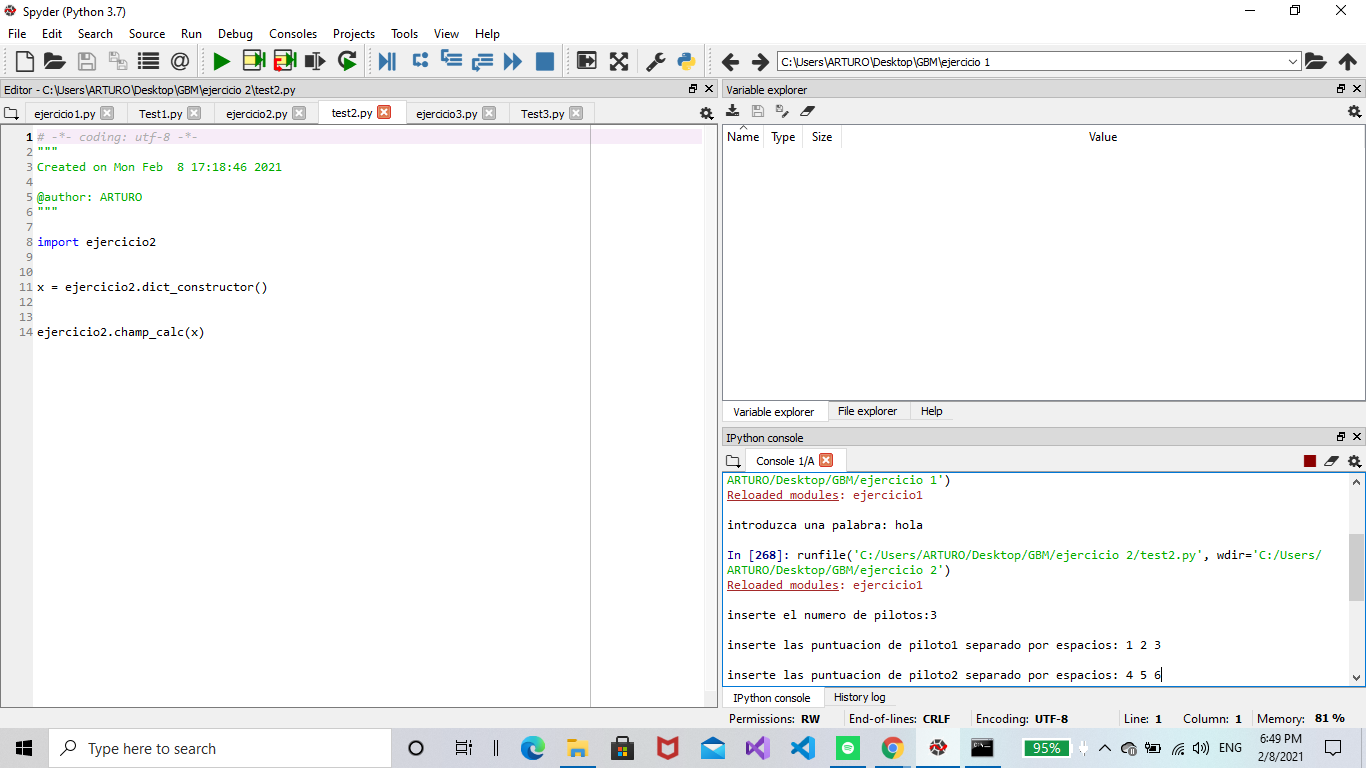 Spyder (Python 3.7)
File Edit Search Source Run Debug Consoles Projects Tools View Help
C:\Users\ARTURO\Desktop\GBM\ejercicio 1
Editor - C:\Users\ARTURO\Desktop\GBM\ejercicio 2\test2.py
ejercicio1.py Test1.py ejercicio2.py test2.py ejercicio3.py Test3.py
1 # -*- coding: utf-8 -*-
2 """
3 Created on Mon Feb  8 17:18:46 2021
4
5 @author: ARTURO
6 """
7
8 import ejercicio2
9
10
11 x = ejercicio2.dict_constructor()
12
13
14 ejercicio2.champ_calc(x)
Variable explorer
Name Type Size Value
Variable explorer File explorer Help
IPython console
Console 1/A
ARTURO/Desktop/GBM/ejercicio 1')
Reloaded modules: ejercicio1
introduzca una palabra: hola
In [268]: runfile('C:/Users/ARTURO/Desktop/GBM/ejercicio 2/test2.py', wdir='C:/Users/
ARTURO/Desktop/GBM/ejercicio 2')
Reloaded modules: ejercicio1
inserte el numero de pilotos:3
inserte las puntuacion de piloto1 separado por espacios: 1 2 3
inserte las puntuacion de piloto2 separado por espacios: 4 5 6
IPython console History log
Permissions: RW End-of-lines: CRLF Encoding: UTF-8 Line: 1 Column: 1 Memory: 81 %
Type here to search
95%
ENG
6:49 PM
2/8/2021